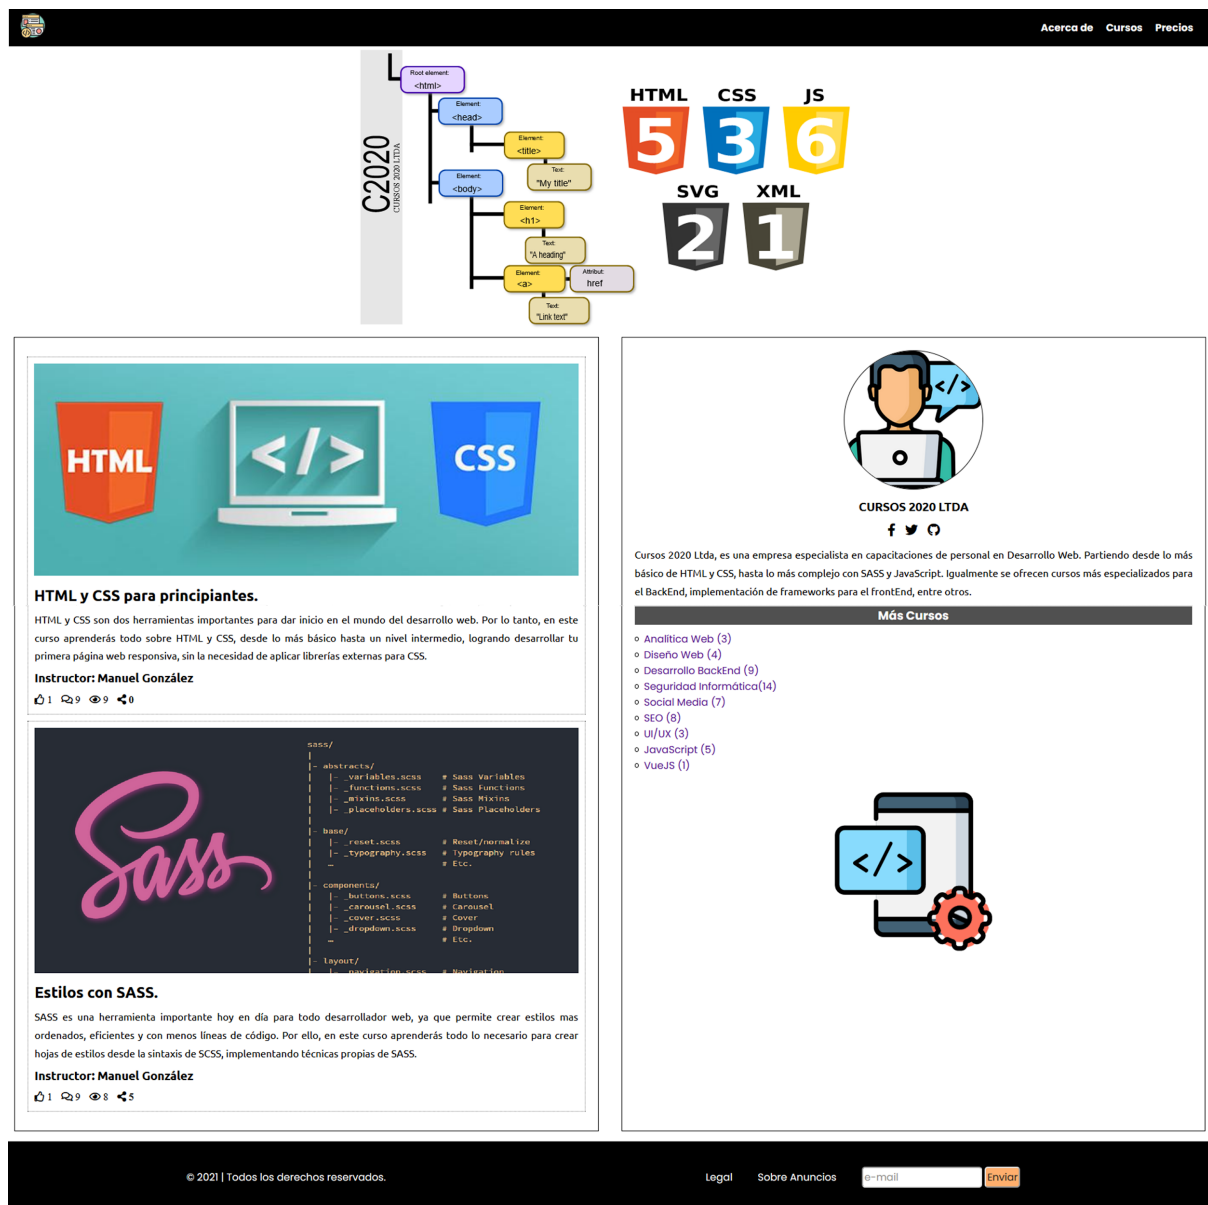 Acerca de Cursos Precios
C2020
CURSOS 2020 LTDA
Root element:
<html>
Element:
<head>
Element:
<title>
Text:
"My title"
Element:
<body>
Element:
<h1>
Text:
"A heading"
Element:
<a>
Attribut:
href
Text:
"Link text"
HTML CSS JS
5 3 6
SVG XML
2 1
HTML </> CSS
HTML y CSS para principiantes.
HTML y CSS son dos herramientas importantes para dar inicio en el mundo del desarrollo web. Por lo tanto, en este
curso aprenderás todo sobre HTML y CSS, desde lo más básico hasta un nivel intermedio, logrando desarrollar tu
primera página web responsiva, sin la necesidad de aplicar librerías externas para CSS.
Instructor: Manuel González
1 9 9 0
Sass
sass/
|
|- abstracts/
| |- _variables.scss # Sass Variables
| |- _functions.scss # Sass Functions
| |- _mixins.scss # Sass Mixins
| |- _placeholders.scss # Sass Placeholders
|
|- base/
| |- _reset.scss # Reset/normalize
| |- _typography.scss # Typography rules
| … # Etc.
|
|- components/
| |- _buttons.scss # Buttons
| |- _carousel.scss # Carousel
| |- _cover.scss # Cover
| |- _dropdown.scss # Dropdown
| … # Etc.
|
|- layout/
| |- _navigation.scss # Navigation
Estilos con SASS.
SASS es una herramienta importante hoy en día para todo desarrollador web, ya que permite crear estilos mas
ordenados, eficientes y con menos líneas de código. Por ello, en este curso aprenderás todo lo necesario para crear
hojas de estilos desde la sintaxis de SCSS, implementando técnicas propias de SASS.
Instructor: Manuel González
1 9 8 5
</>
CURSOS 2020 LTDA
Cursos 2020 Ltda, es una empresa especialista en capacitaciones de personal en Desarrollo Web. Partiendo desde lo más
básico de HTML y CSS, hasta lo más complejo con SASS y JavaScript. Igualmente se ofrecen cursos más especializados para
el BackEnd, implementación de frameworks para el frontEnd, entre otros.
Más Cursos
Analítica Web (3)
Diseño Web (4)
Desarrollo BackEnd (9)
Seguridad Informática(14)
Social Media (7)
SEO (8)
UI/UX (3)
JavaScript (5)
VueJS (1)
</>
© 2021 | Todos los derechos reservados.
Legal Sobre Anuncios e-mail Enviar